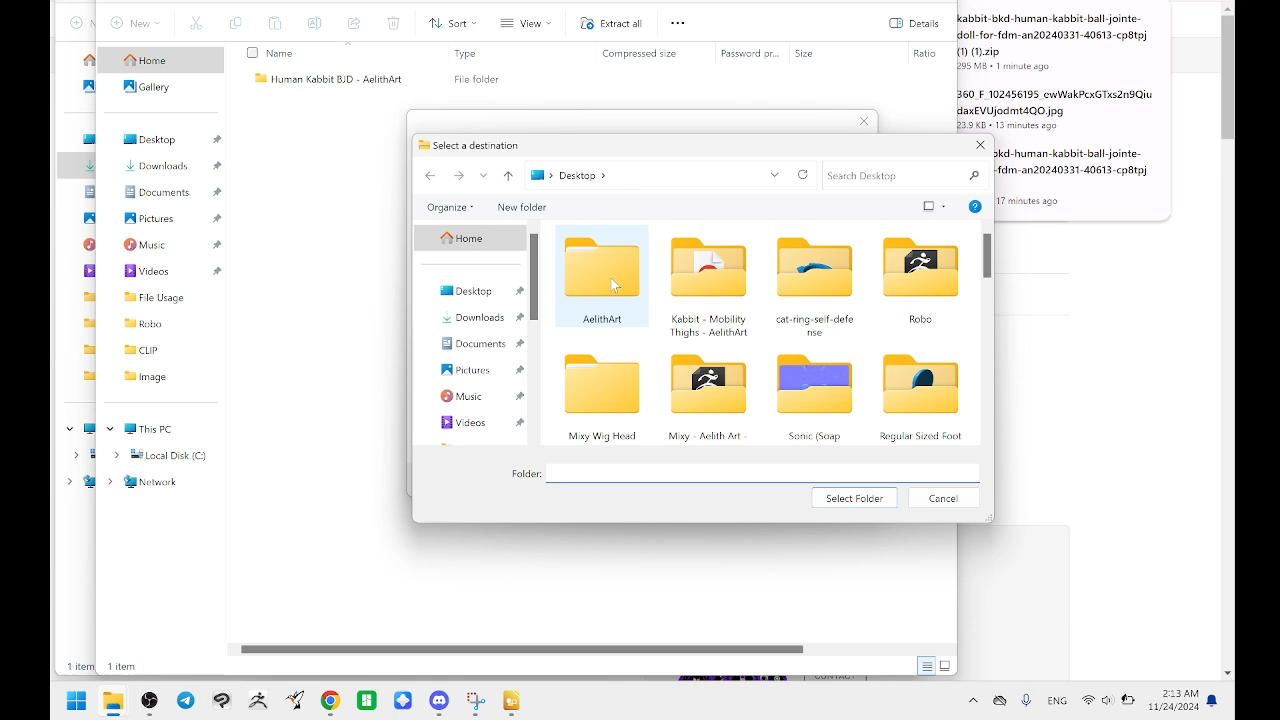 New
Sort
View
Extract all
Details
Name
Type
Compressed size
Password pr...
Size
Ratio
Human Kabbit BJD - AelithArt
File folder
Home
Gallery
Desktop
Downloads
Documents
Pictures
Music
Videos
File Usage
Robo
CLIP
Image
This PC
Local Disk (C:)
Network
1 item
1 item
Select a destination
Desktop
Search Desktop
Organize
New folder
Home
Desktop
Downloads
Documents
Pictures
Music
Videos
AelithArt
Kabbit - Mobility
Thighs - AelithArt
cat-ring-self-defe
nse
Robo
Mixy Wig Head
Mixy - Aelith Art -
Sonic (Soap
Regular Sized Foot
Folder:
Select Folder
Cancel
kabbit-bkd-human-kabbit-ball-jointe-
doll-for-fdm-an20240331-40613-cp8tpj
(1) (1).zip
295 MB • 1 minute ago
360_F_102456195_ewWakPcxGTxs2n9Qiu
daxEVUjodmt4QO.jpg
23.9 KB • 13 minutes ago
bkd-human-kabbit-ball-jointe-
-fdm-an20240331-40613-cp8tpj
17 minutes ago
CONTACT
ENG
2:13 AM
11/24/2024